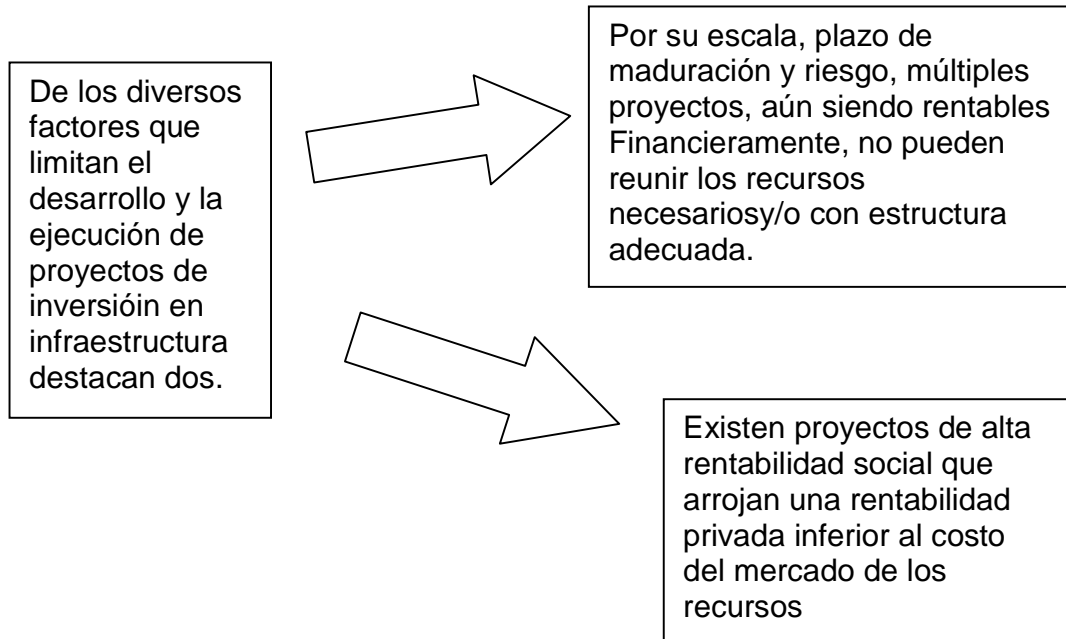 De los diversos
factores que
limitan el
desarrollo y la
ejecución de
proyectos de
inversióin en
infraestructura
destacan dos.
Por su escala, plazo de
maduración y riesgo, múltiples
proyectos, aún siendo rentables
Financieramente, no pueden
reunir los recursos
necesariosy/o con estructura
adecuada.
Existen proyectos de alta
rentabilidad social que
arrojan una rentabilidad
privada inferior al costo
del mercado de los
recursos